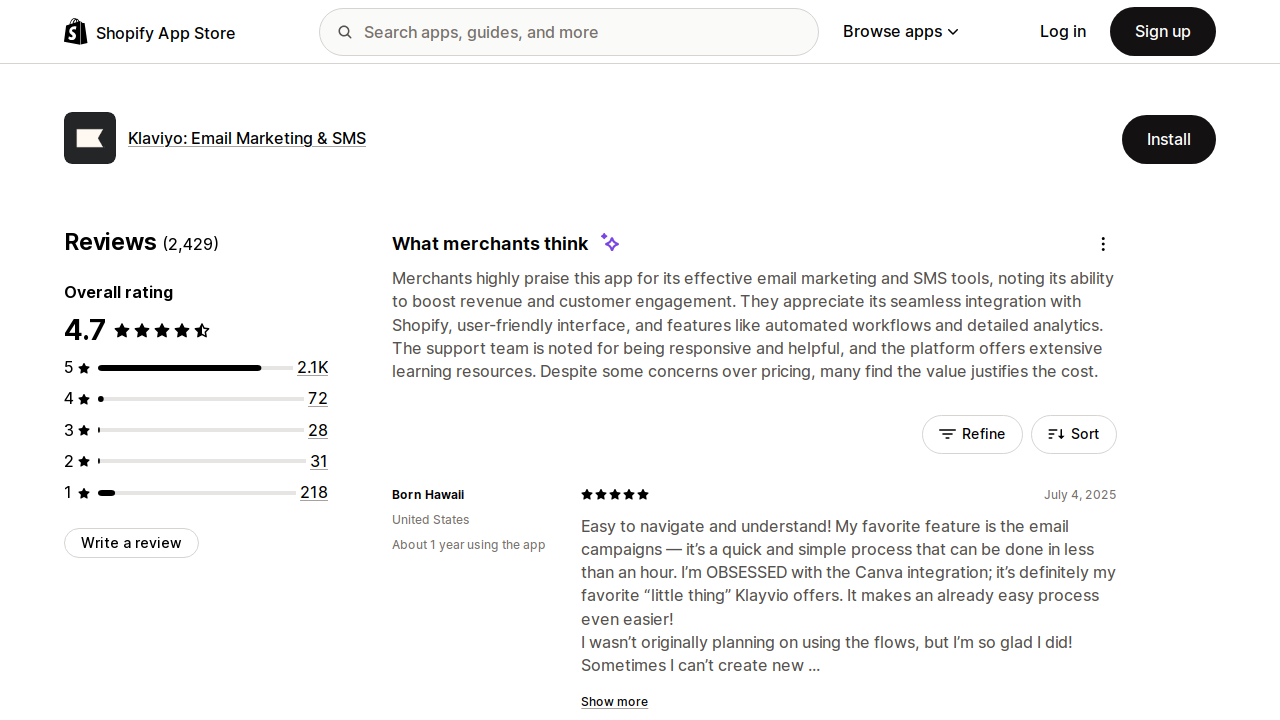 Shopify App Store
Search apps, guides, and more
Browse apps
Log in
Sign up
Klaviyo: Email Marketing & SMS
Install
Reviews (2,429)
Overall rating
4.7
5 2.1K
4 72
3 28
2 31
1 218
Write a review
What merchants think
Merchants highly praise this app for its effective email marketing and SMS tools, noting its ability
to boost revenue and customer engagement. They appreciate its seamless integration with
Shopify, user-friendly interface, and features like automated workflows and detailed analytics.
The support team is noted for being responsive and helpful, and the platform offers extensive
learning resources. Despite some concerns over pricing, many find the value justifies the cost.
Refine
Sort
Born Hawaii
United States
About 1 year using the app
July 4, 2025
Easy to navigate and understand! My favorite feature is the email
campaigns — it’s a quick and simple process that can be done in less
than an hour. I’m OBSESSED with the Canva integration; it’s definitely my
favorite “little thing” Klayvio offers. It makes an already easy process
even easier!
I wasn’t originally planning on using the flows, but I’m so glad I did!
Sometimes I can’t create new ...
Show more